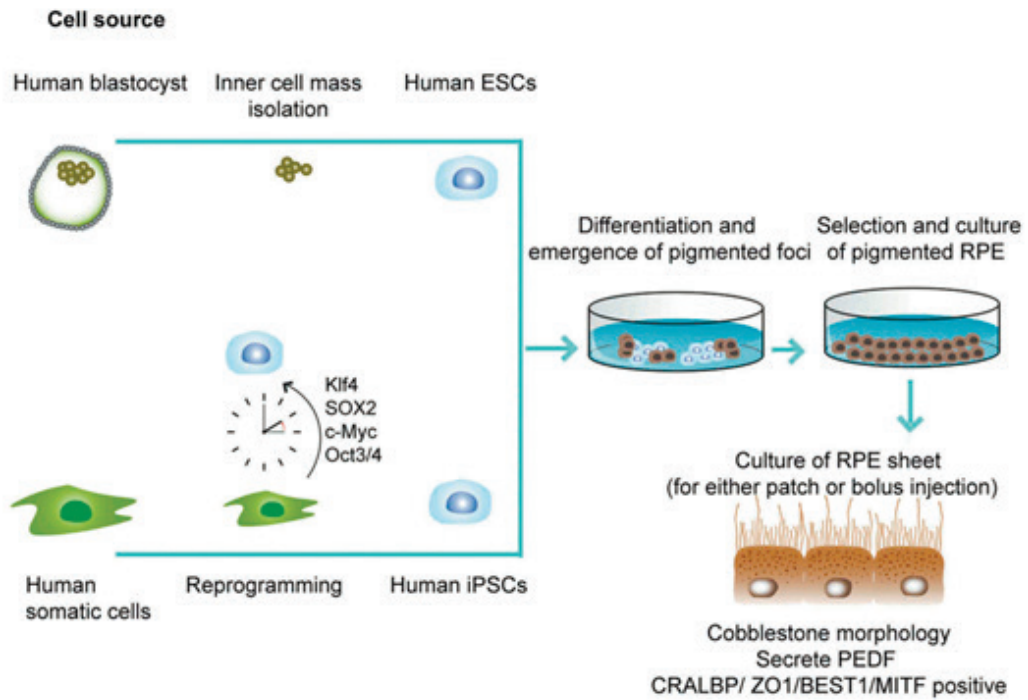 Cell source
Human blastocyst
Inner cell mass
isolation
Human ESCs
Differentiation and
emergence of pigmented foci
Selection and culture
of pigmented RPE
Klf4
SOX2
c-Myc
Oct3/4
Culture of RPE sheet
(for either patch or bolus injection)
Human
somatic cells
Reprogramming
Human iPSCs
Cobblestone morphology
Secrete PEDF
CRALBP/ ZO1/BEST1/MITF positive